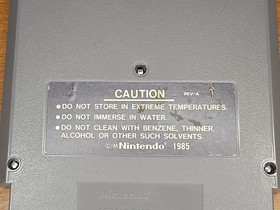 CAUTION REV-A
•DO NOT STORE IN EXTREME TEMPERATURES.
•DO NOT IMMERSE IN WATER.
•DO NOT CLEAN WITH BENZENE, THINNER,
ALCOHOL OR OTHER SUCH SOLVENTS.
©M Nintendo® 1985